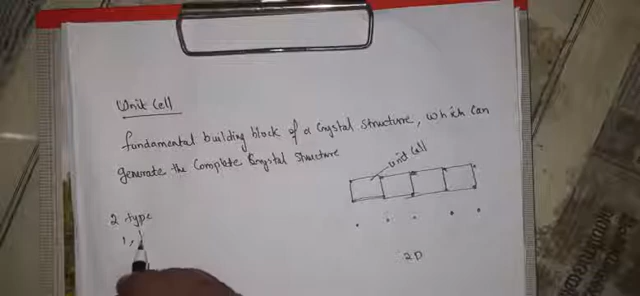 Unit Cell
fundamental building block of a Crystal Structure, which can
generate the Complete Crystal Structure
unit cell
2 type
1,
2D